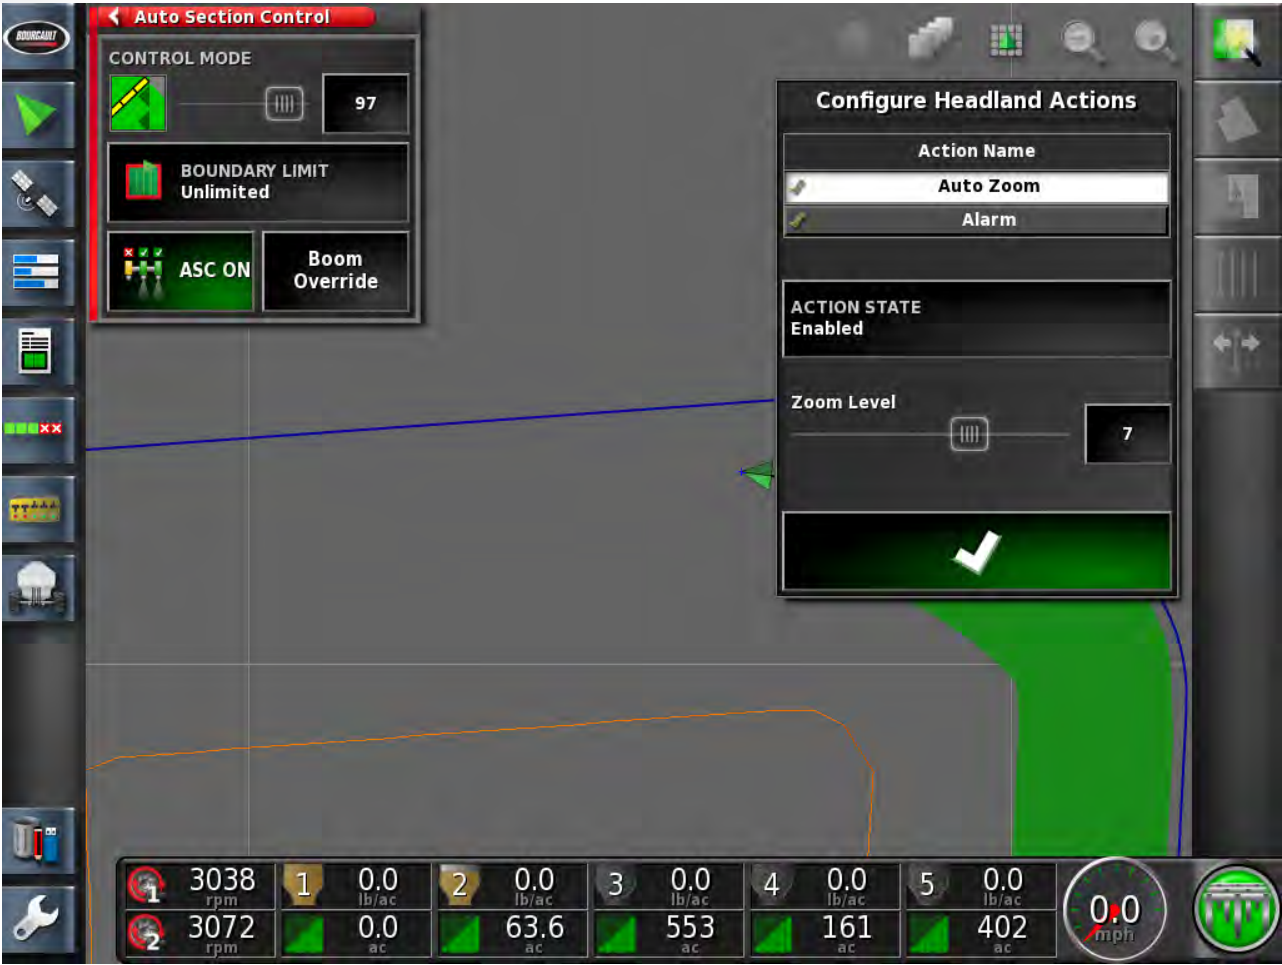 BOURGAULT
Auto Section Control
CONTROL MODE
97
BOUNDARY LIMIT
Unlimited
ASC ON
Boom
Override
Configure Headland Actions
Action Name
Auto Zoom
Alarm
ACTION STATE
Enabled
Zoom Level
7
1 3038 rpm
1 0.0 lb/ac
2 0.0 lb/ac
3 0.0 lb/ac
4 0.0 lb/ac
5 0.0 lb/ac
2 3072 rpm
0.0 ac
63.6 ac
553 ac
161 ac
402 ac
0.0
mph